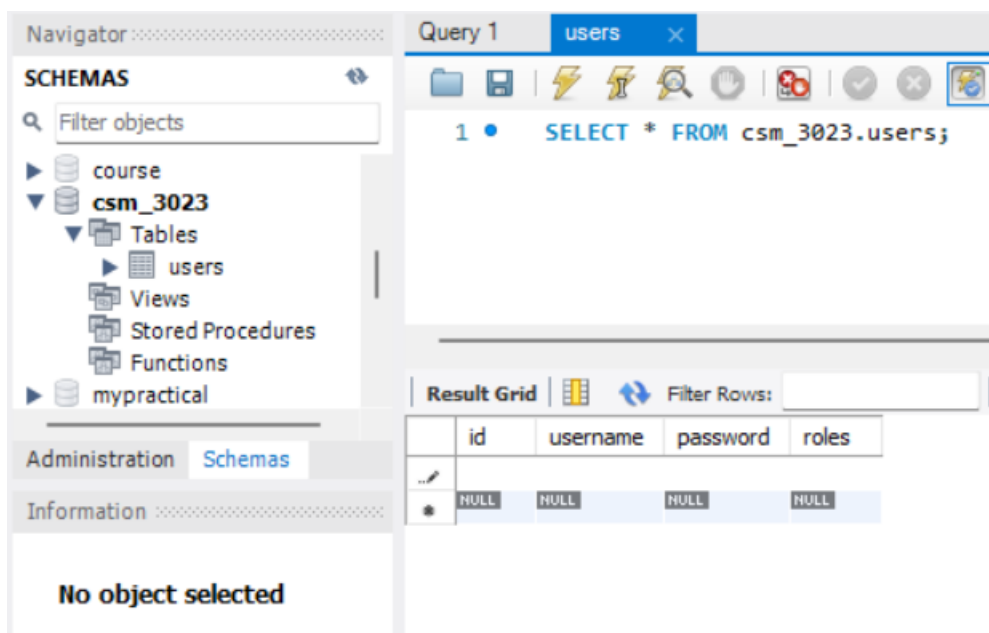 Navigator
SCHEMAS
Filter objects
course
csm_3023
Tables
users
Views
Stored Procedures
Functions
mypractical
Administration Schemas
Information
No object selected
Query 1 users
1 SELECT * FROM csm_3023.users;
Result Grid Filter Rows:
id username password roles
NULL NULL NULL NULL